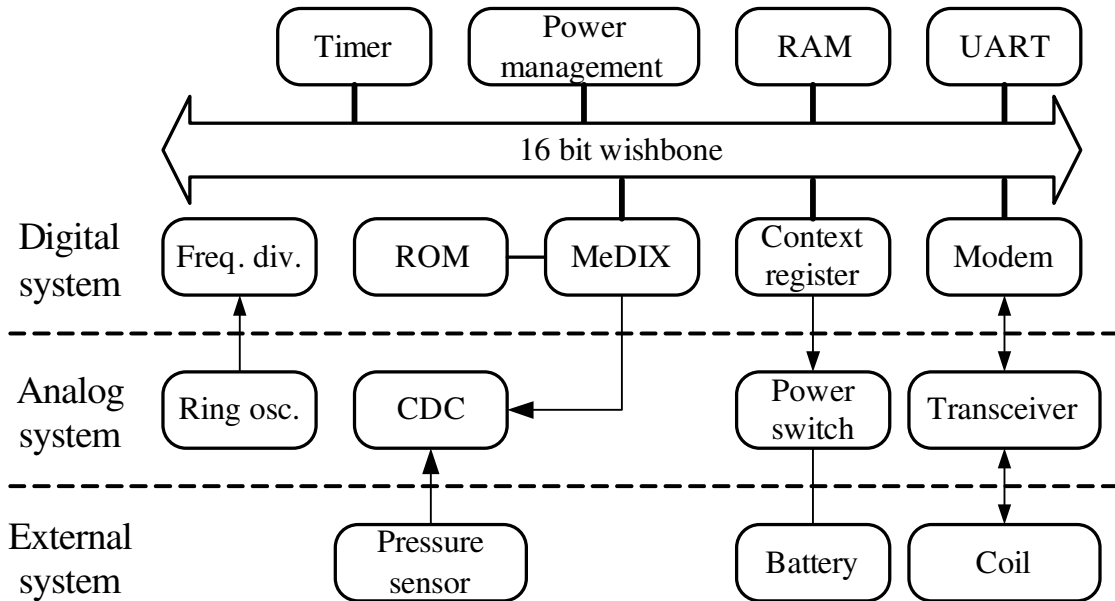 Timer
Power
management
RAM
UART
16 bit wishbone
Digital
system
Freq. div.
ROM
MeDIX
Context
register
Modem
Analog
system
Ring osc.
CDC
Power
switch
Transceiver
External
system
Pressure
sensor
Battery
Coil